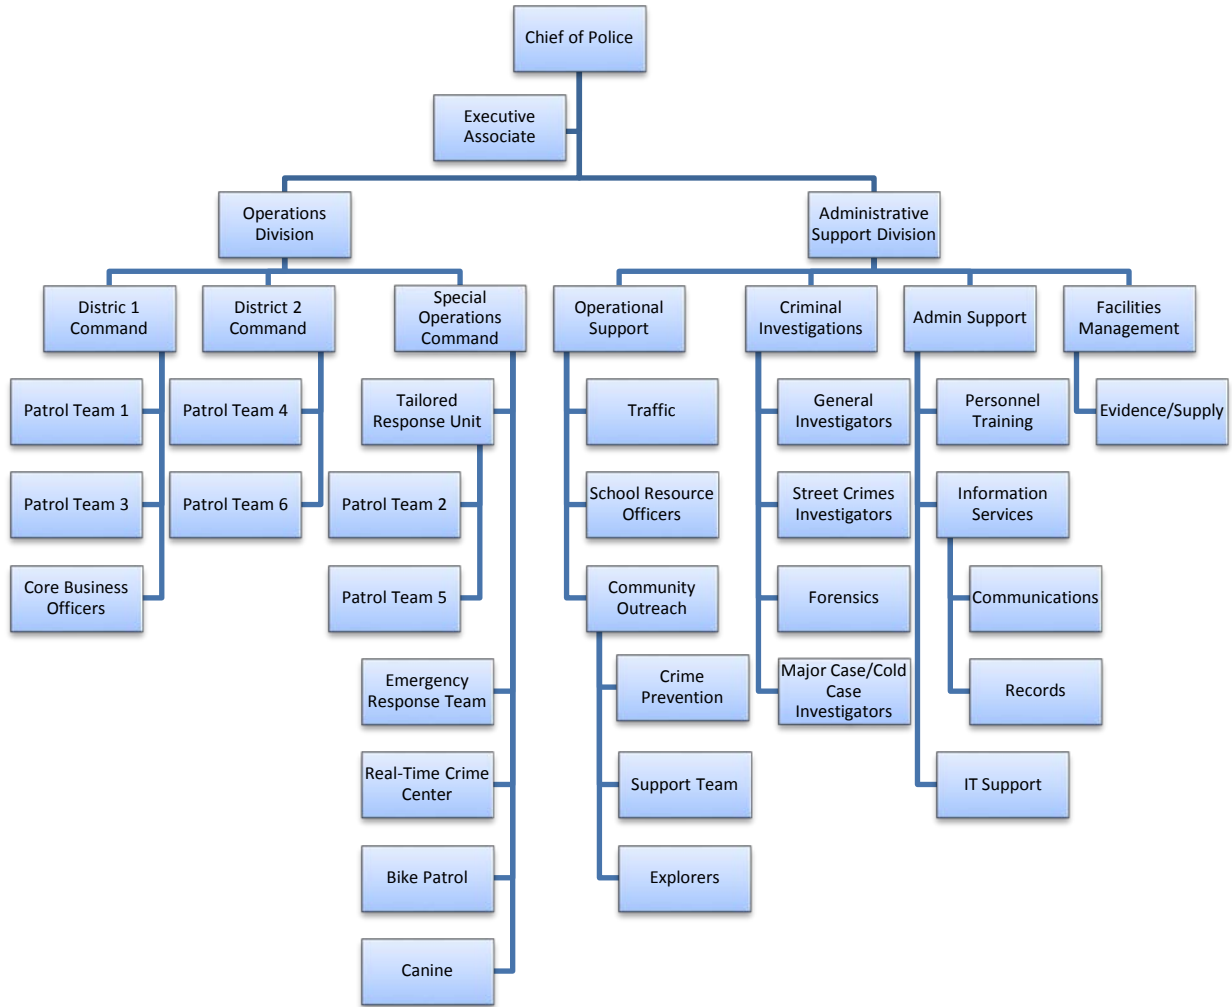 Chief of Police
Executive
Associate
Operations
Division
Administrative
Support Division
Distric 1
Command
District 2
Command
Special
Operations
Command
Operational
Support
Criminal
Investigations
Admin Support
Facilities
Management
Patrol Team 1
Patrol Team 4
Tailored
Response Unit
Traffic
General
Investigators
Personnel
Training
Evidence/Supply
Patrol Team 3
Patrol Team 6
Patrol Team 2
School Resource
Officers
Street Crimes
Investigators
Information
Services
Core Business
Officers
Patrol Team 5
Community
Outreach
Forensics
Communications
Emergency
Response Team
Crime
Prevention
Major Case/Cold
Case
Investigators
Records
Real-Time Crime
Center
Support Team
IT Support
Bike Patrol
Explorers
Canine